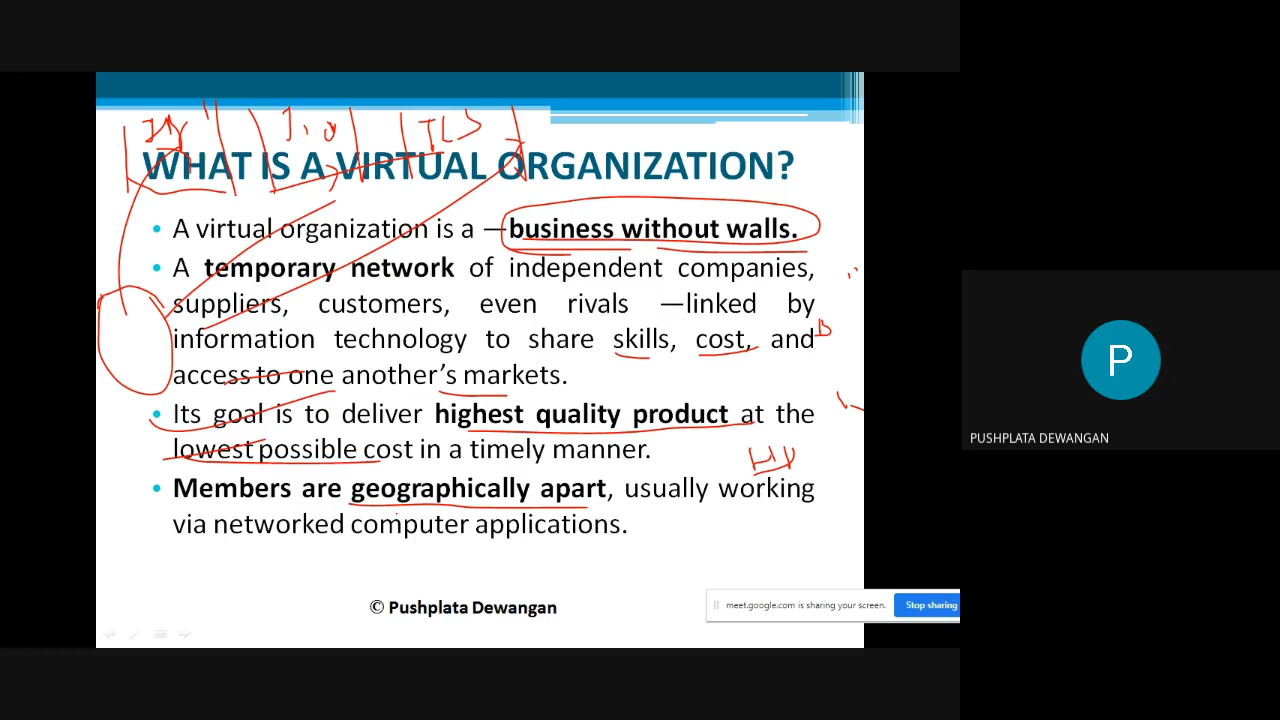 WHAT IS A VIRTUAL ORGANIZATION?
• A virtual organization is a —business without walls.
• A temporary network of independent companies,
suppliers, customers, even rivals —linked by
information technology to share skills, cost, and
access to one another's markets.
• Its goal is to deliver highest quality product at the
lowest possible cost in a timely manner.
• Members are geographically apart, usually working
via networked computer applications.
© Pushplata Dewangan
meet.google.com is sharing your screen.
Stop sharing
P
PUSHPLATA DEWANGAN